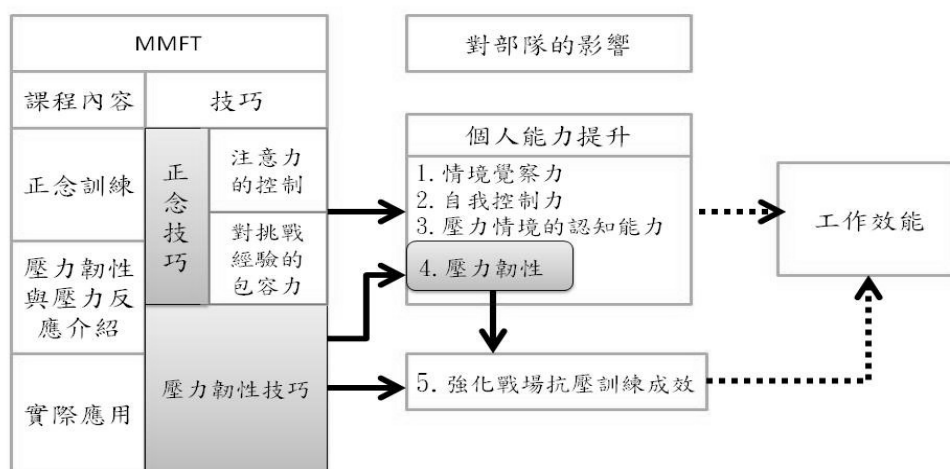 MMFT
對部隊的影響
課程內容
技巧
正念訓練
正
念
技
巧
注意力
的控制
對挑戰
經驗的
包容力
壓力韌性
與壓力反
應介紹
實際應用
壓力韌性技巧
個人能力提升
1. 情境覺察力
2. 自我控制力
3. 壓力情境的認知能力
4. 壓力韌性
5. 強化戰場抗壓訓練成效
工作效能